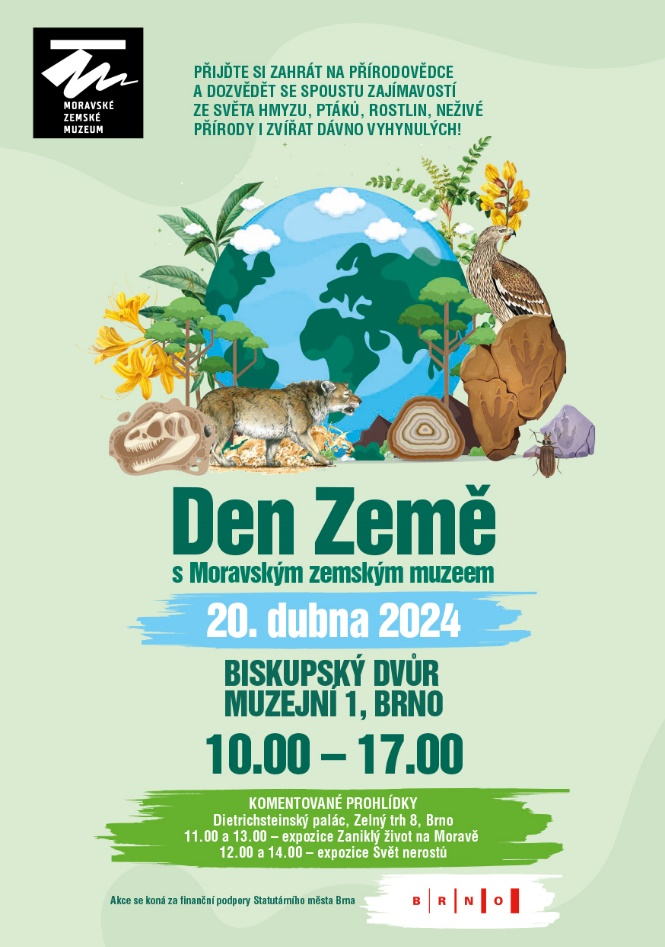 MORAVSKÉ
ZEMSKÉ
MUZEUM
PŘIJĎTE SI ZAHRÁT NA PŘÍRODOVĚDCE
A DOZVĚDĚT SE SPOUSTU ZAJÍMAVOSTÍ
ZE SVĚTA HMYZU, PTÁKŮ, ROSTLIN, NEŽIVÉ
PŘÍRODY I ZVÍŘAT DÁVNO VYHYNULÝCH!
Den Země
s Moravským zemským muzeem
20. dubna 2024
BISKUPSKÝ DVŮR
MUZEJNÍ 1, BRNO
10.00 – 17.00
KOMENTOVANÉ PROHLÍDKY
Dietrichsteinský palác, Zelný trh 8, Brno
11.00 a 13.00 – expozice Zaniklý život na Moravě
12.00 a 14.00 – expozice Svět nerostů
Akce se koná za finanční podpory Statutárního města Brna
B R N O